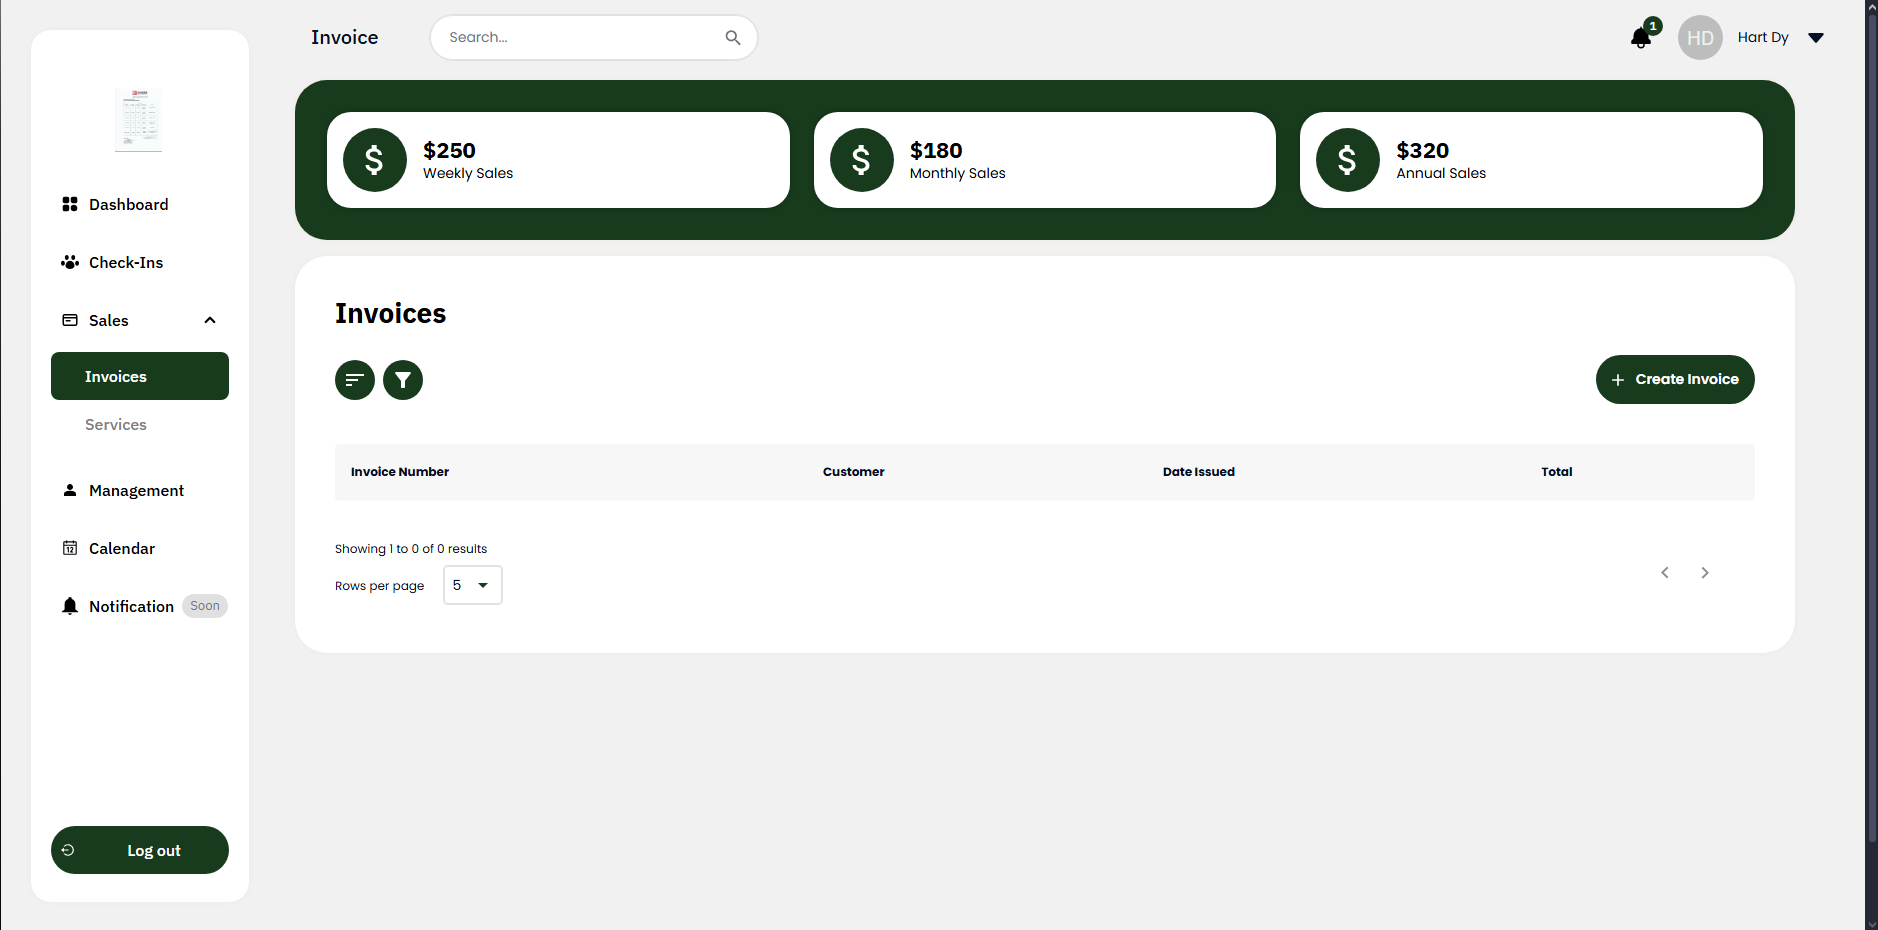 Invoice
Search...
1
HD
Hart Dy
Dashboard
Check-Ins
Sales
Invoices
Services
Management
12
Calendar
Notification Soon
Log out
$250
Weekly Sales
$180
Monthly Sales
$320
Annual Sales
Invoices
+ Create Invoice
Invoice Number Customer Date Issued Total
Showing 1 to 0 of 0 results
Rows per page 5